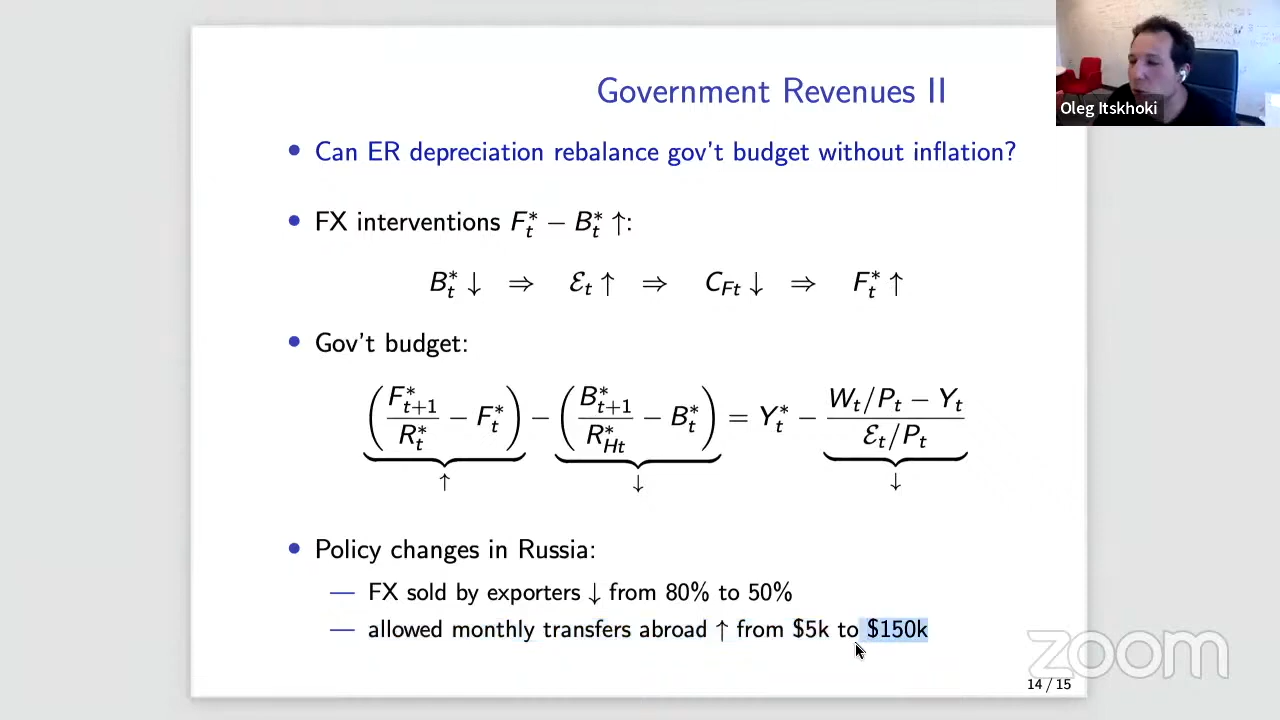 Government Revenues II
Oleg Itskhoki
• Can ER depreciation rebalance gov't budget without inflation?
• FX interventions F*_t − B*_t ↑:
B*_t ↓ ⇒ ℰ_t ↑ ⇒ C_Ft ↓ ⇒ F*_t ↑
• Gov't budget:
(F*_{t+1}/R*_t − F*_t) − (B*_{t+1}/R*_{Ht} − B*_t) = Y*_t − (W_t/P_t − Y_t)/(ℰ_t/P_t)
↑ ↓ ↓
• Policy changes in Russia:
— FX sold by exporters ↓ from 80% to 50%
— allowed monthly transfers abroad ↑ from $5k to $150k
zoom
14 / 15